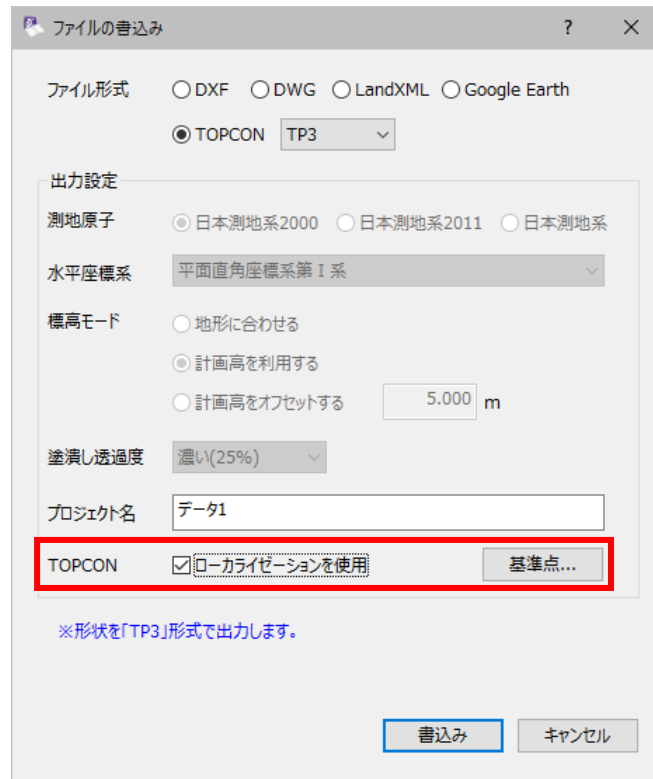 ファイルの書込み ?
ファイル形式 DXF DWG LandXML Google Earth
TOPCON TP3
出力設定
測地原子 日本測地系2000 日本測地系2011 日本測地系
水平座標系 平面直角座標系第Ⅰ系
標高モード 地形に合わせる
計画高を利用する
計画高をオフセットする 5.000 m
塗潰し透過度 濃い(25%)
プロジェクト名 データ1
TOPCON ローカライゼーションを使用 基準点...
※形状を「TP3」形式で出力します。
書込み キャンセル